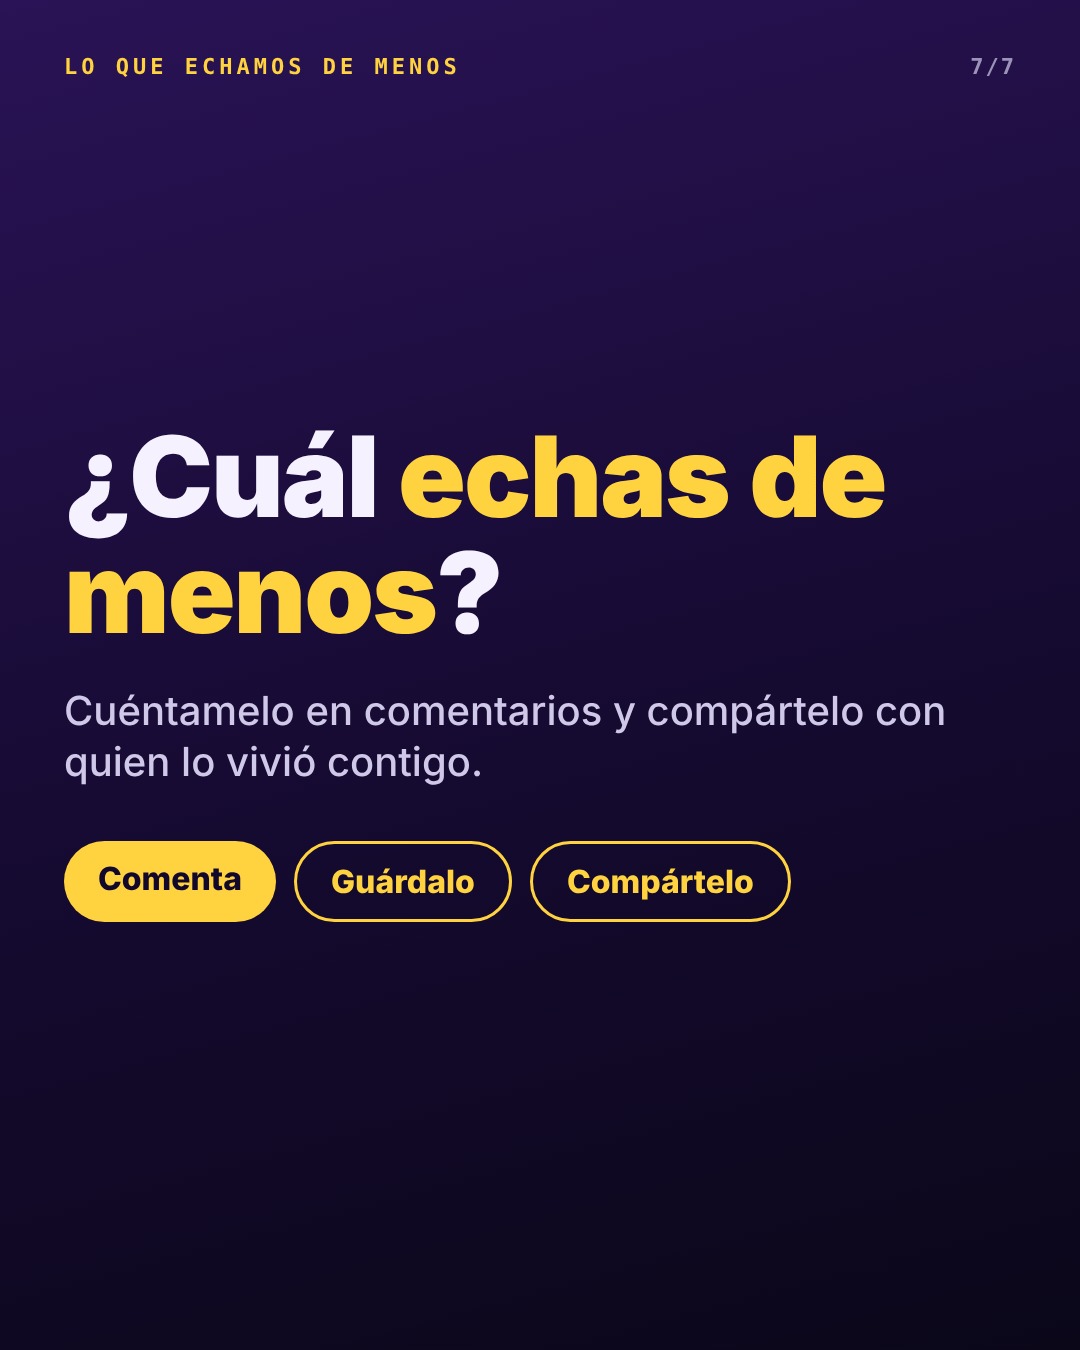 LO QUE ECHAMOS DE MENOS
7/7
¿Cuál echas de
menos?
Cuéntamelo en comentarios y compártelo con
quien lo vivió contigo.
Comenta
Guárdalo
Compártelo